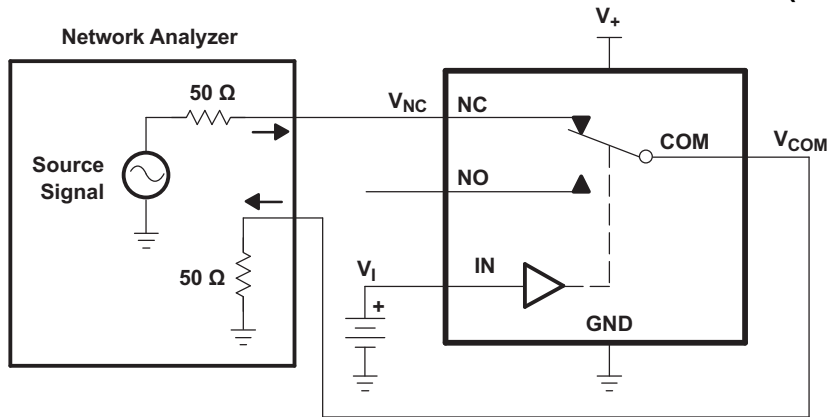 (
V+
Network Analyzer
50 Ω
VNC
NC
COM
VCOM
Source
Signal
NO
50 Ω
VI
IN
+
GND